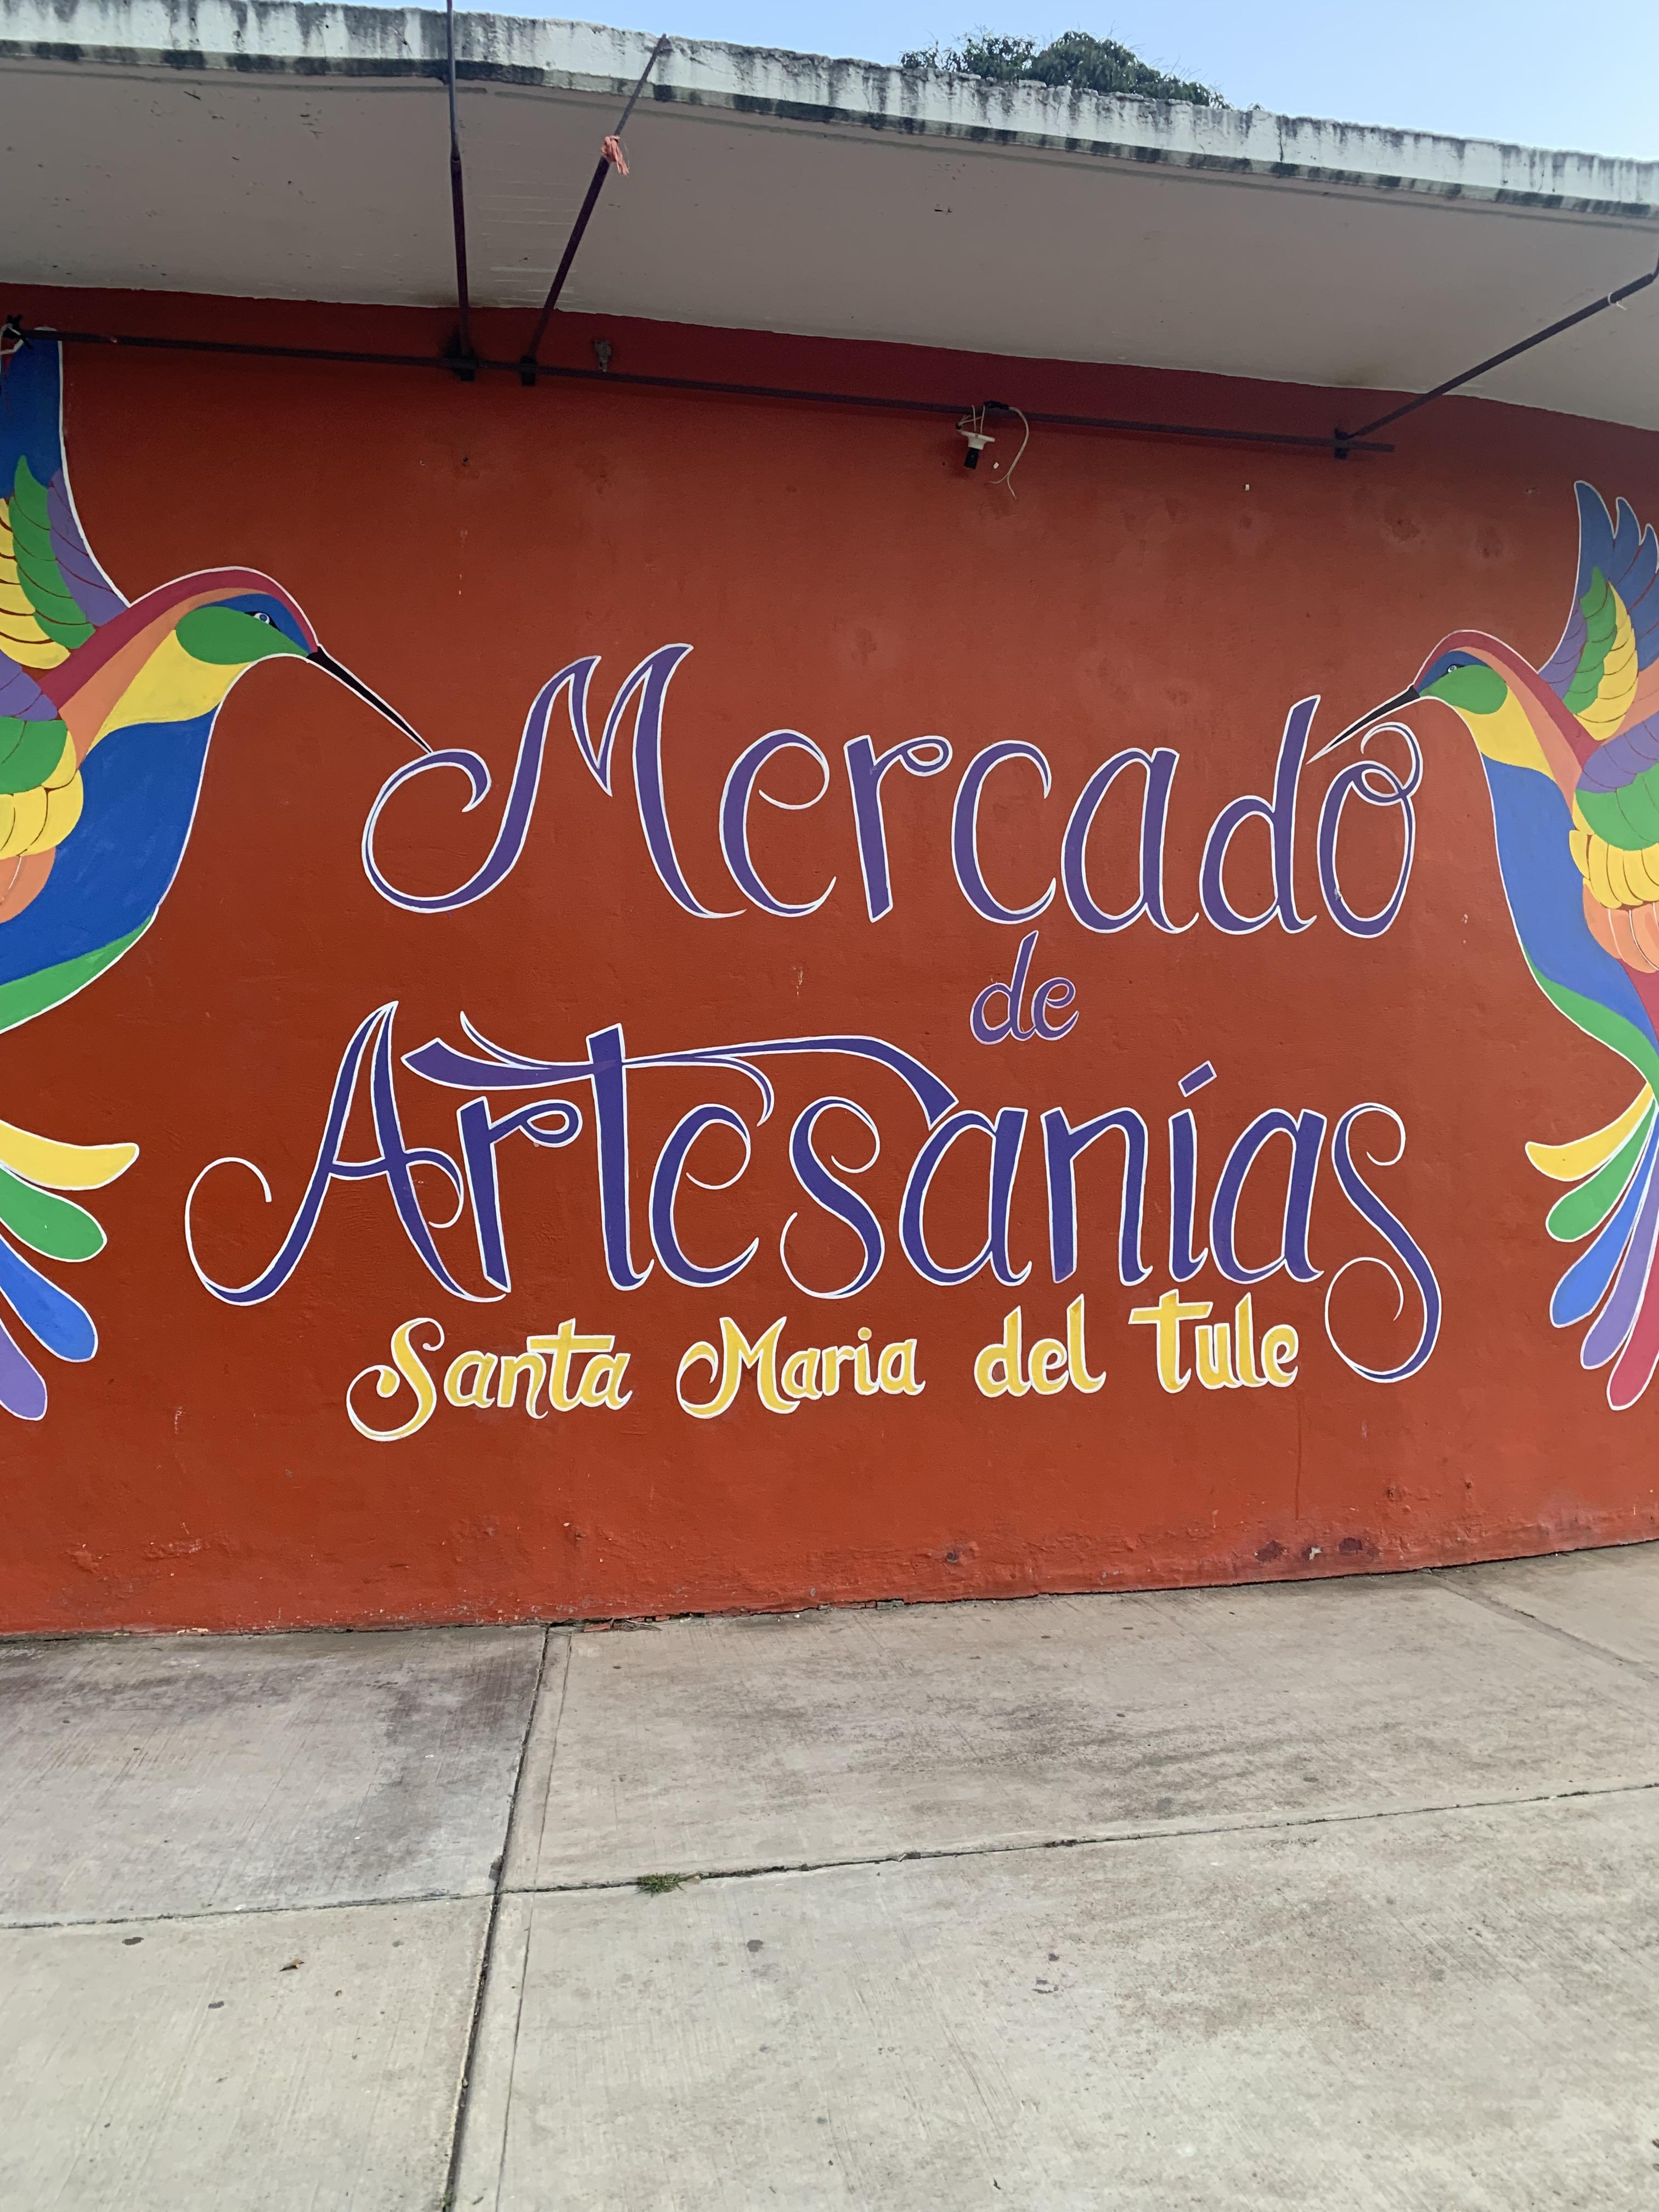 Mercado
de
Artesanías
Santa Maria del Tule